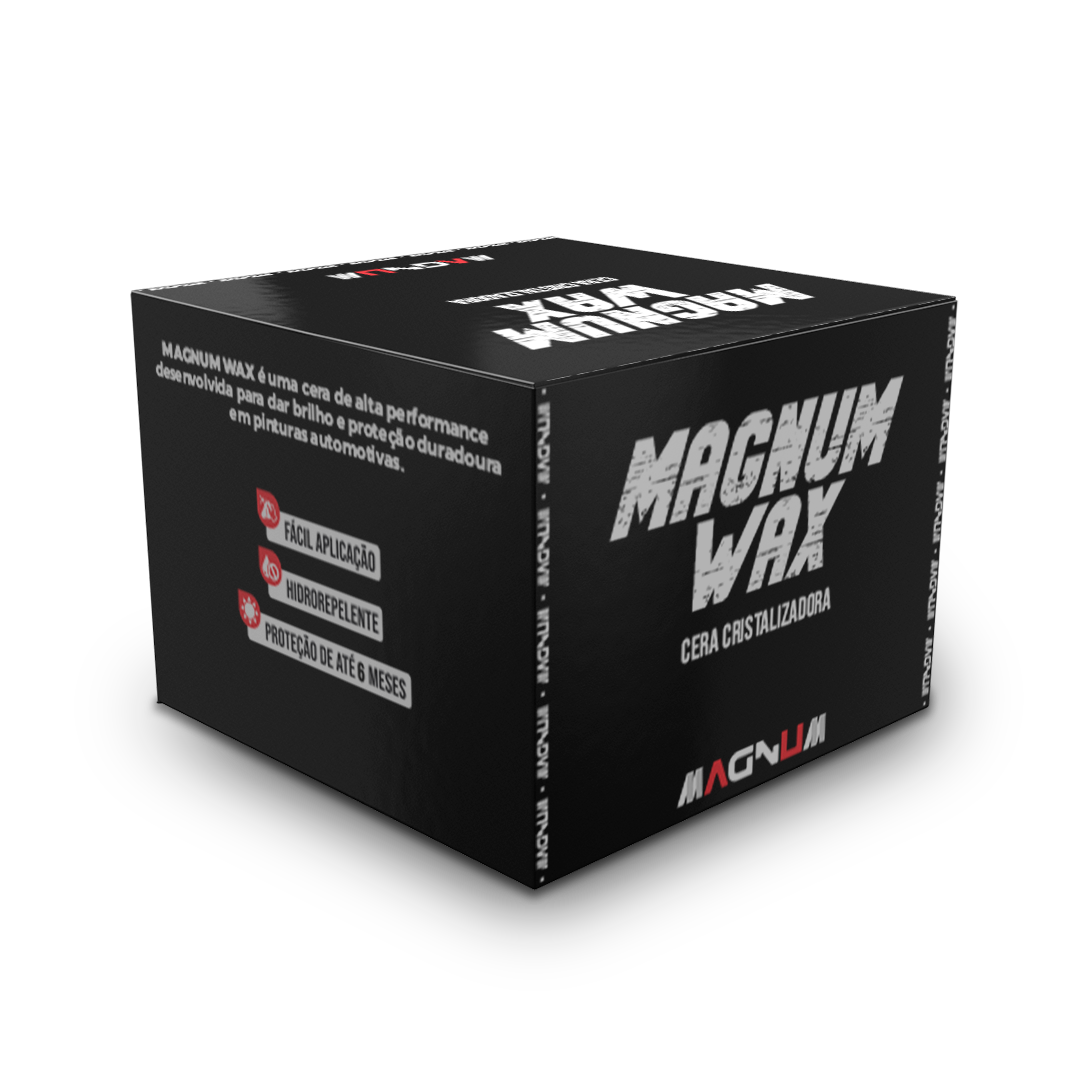 MAGNUM
MAGNUM
WAX
CERA CRISTALIZADORA
MAGNUM WAX é uma cera de alta performance
desenvolvida para dar brilho e proteção duradoura
em pinturas automotivas.
FÁCIL APLICAÇÃO
HIDROREPELENTE
PROTEÇÃO DE ATÉ 6 MESES
MAGNUM
WAX
CERA CRISTALIZADORA
MAGNUM